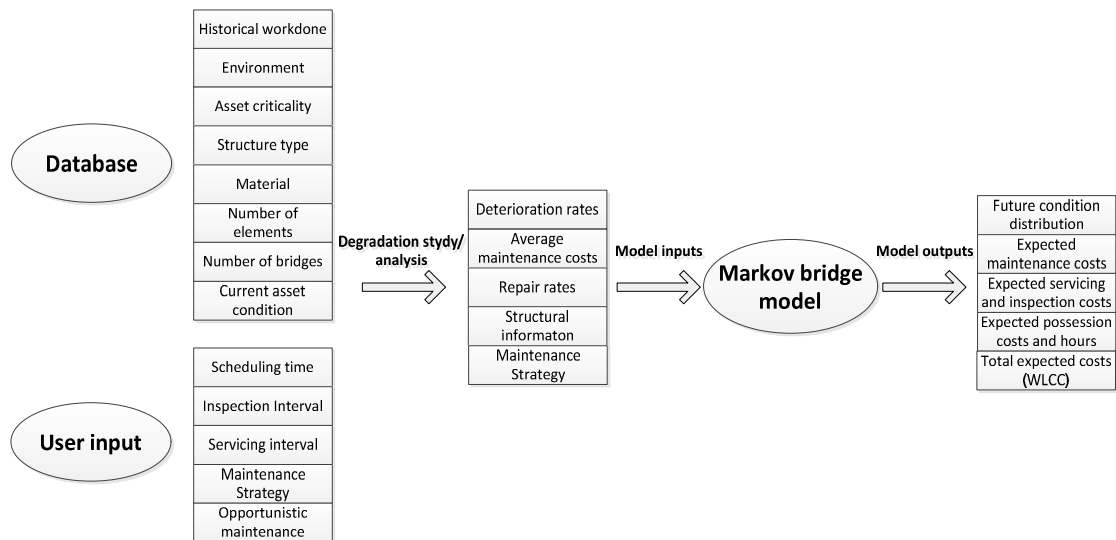 Database
Historical workdone
Environment
Asset criticality
Structure type
Material
Number of
elements
Number of bridges
Current asset
condition
User input
Scheduling time
Inspection Interval
Servicing interval
Maintenance
Strategy
Opportunistic
maintenance
Degradation stydy/
analysis
Deterioration rates
Average
maintenance costs
Repair rates
Structural
informaton
Maintenance
Strategy
Model inputs
Markov bridge
model
Model outputs
Future condition
distribution
Expected
maintenance costs
Expected servicing
and inspection costs
Expected possession
costs and hours
Total expected costs
(WLCC)